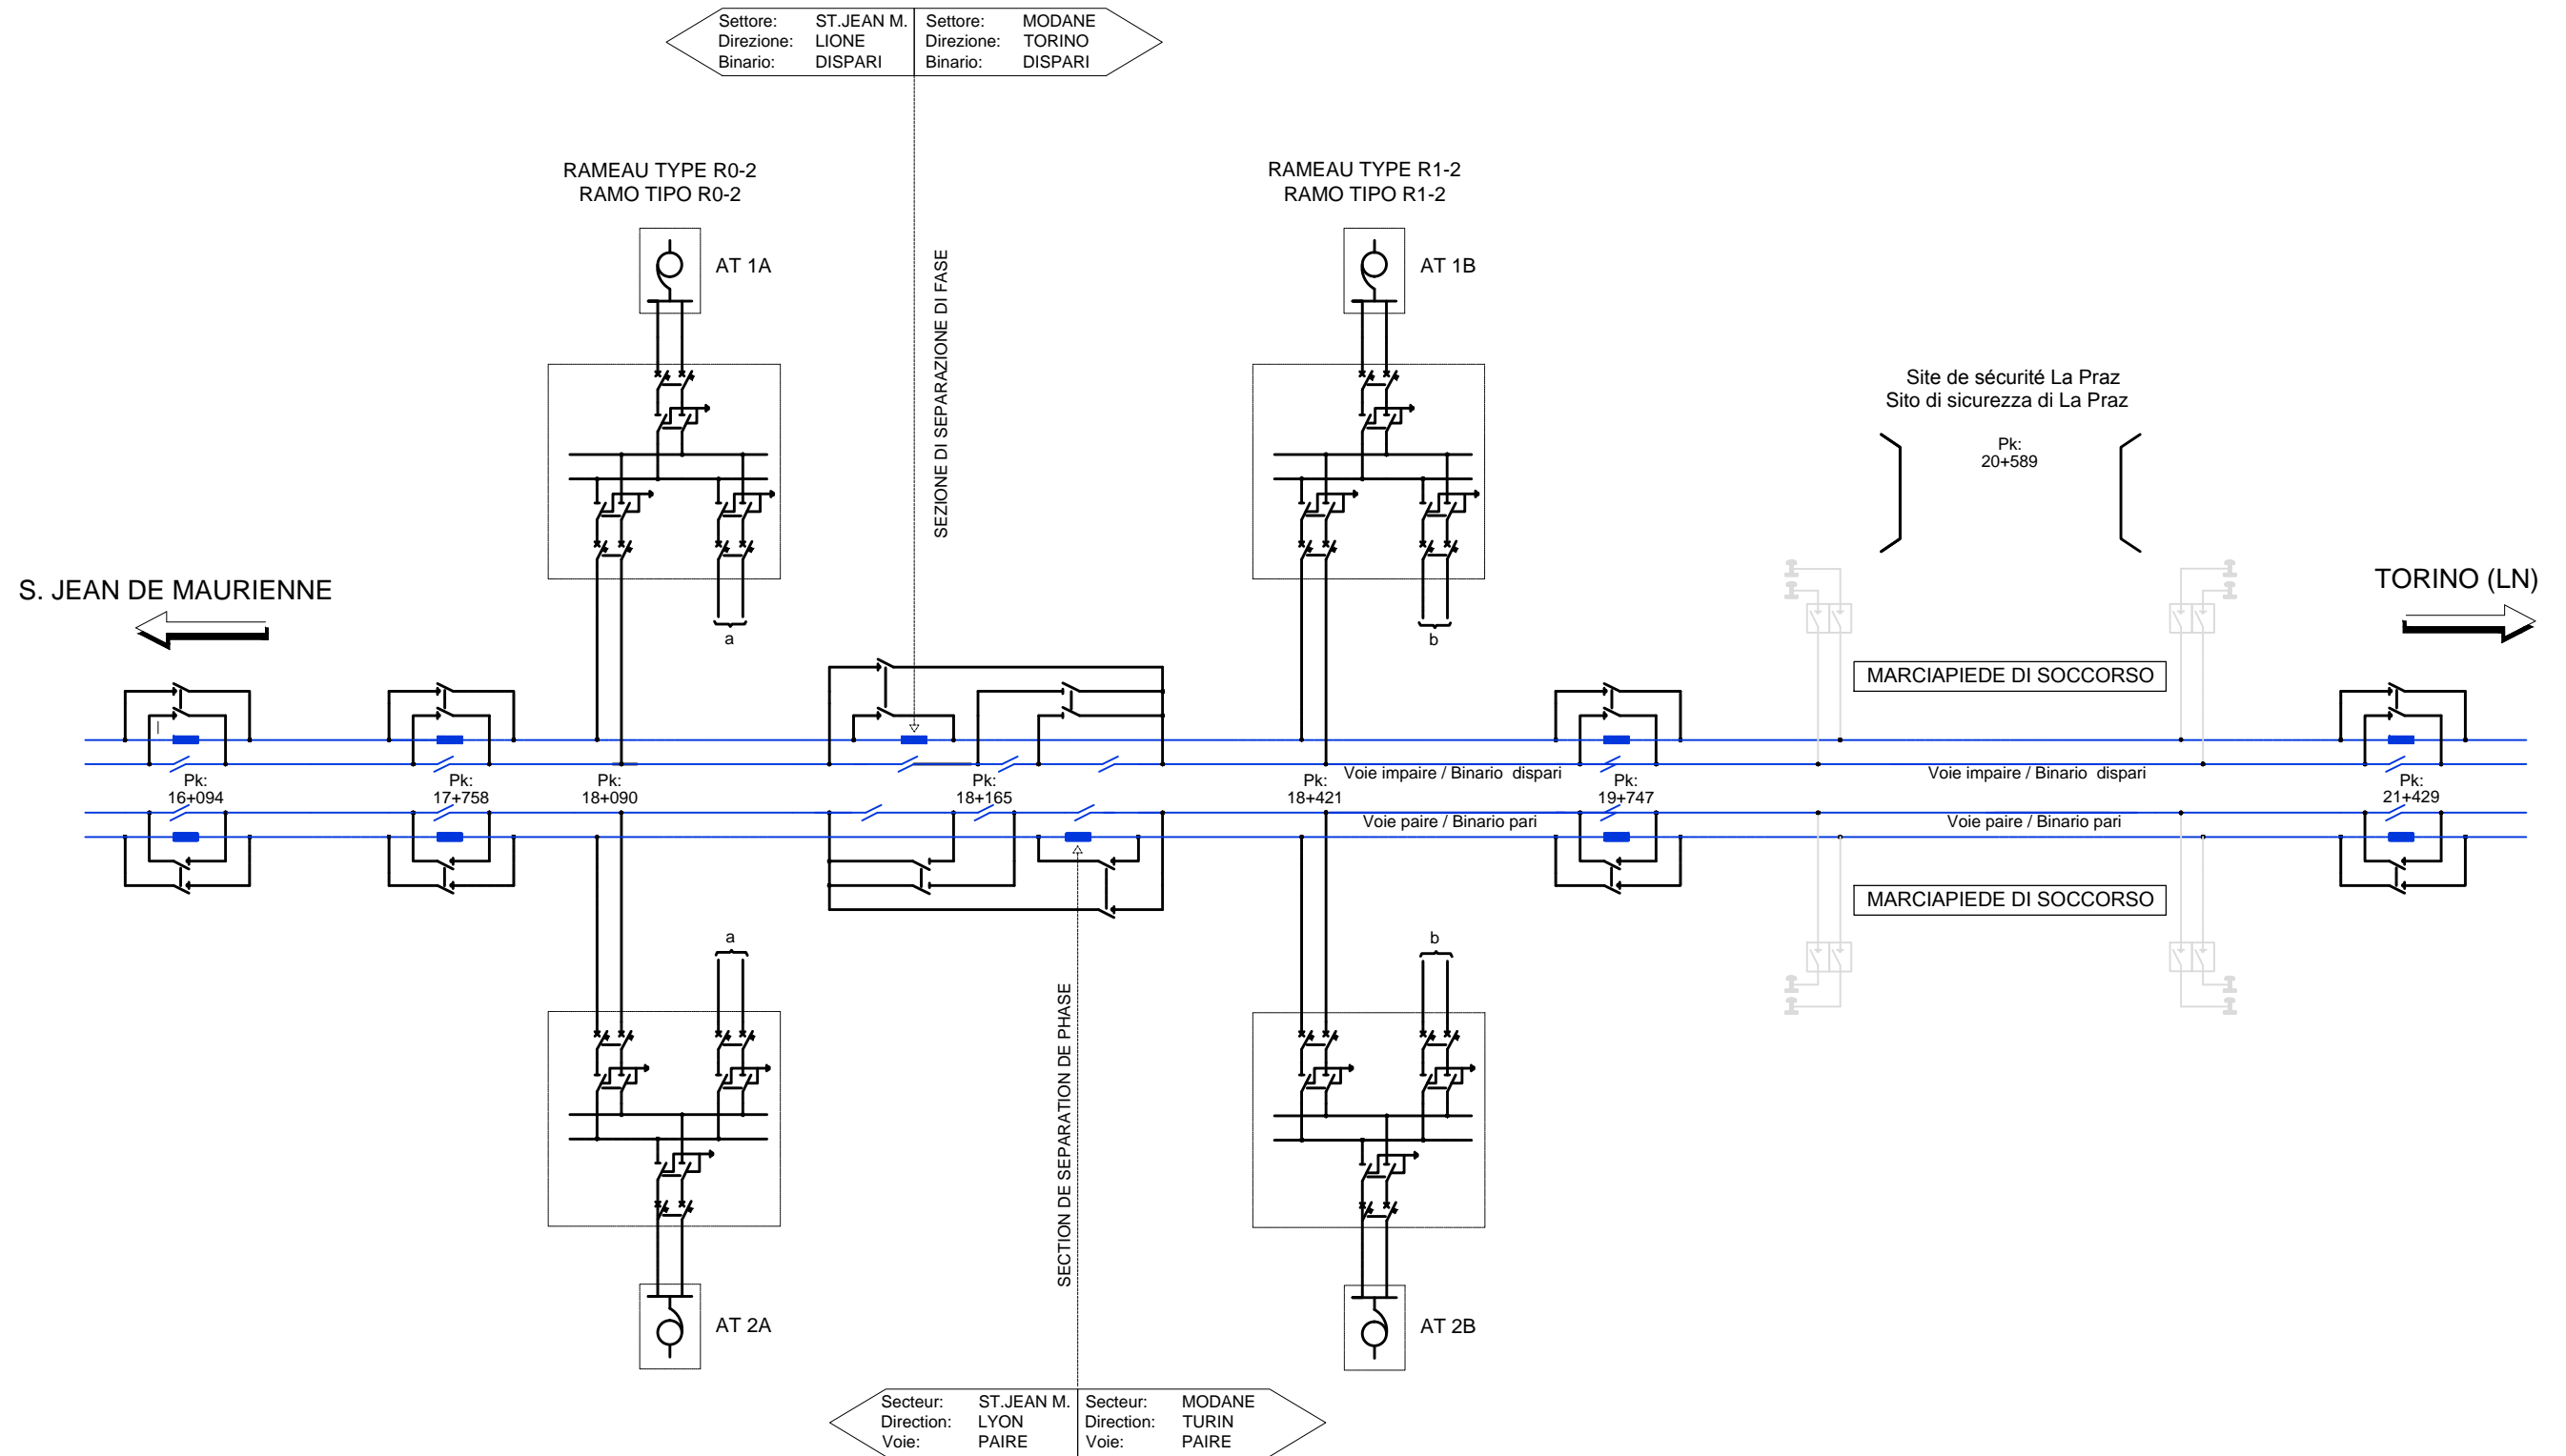 Settore: ST.JEAN M. Settore: MODANE
Direzione: LIONE Direzione: TORINO
Binario: DISPARI Binario: DISPARI
RAMEAU TYPE R0-2
RAMO TIPO R0-2
RAMEAU TYPE R1-2
RAMO TIPO R1-2
AT 1A
AT 1B
SEZIONE DI SEPARAZIONE DI FASE
Site de sécurité La Praz
Sito di sicurezza di La Praz
Pk:
20+589
S. JEAN DE MAURIENNE
TORINO (LN)
a
b
MARCIAPIEDE DI SOCCORSO
Voie impaire / Binario dispari
Voie impaire / Binario dispari
Pk:
16+094
Pk:
17+758
Pk:
18+090
Pk:
18+165
Pk:
18+421
Pk:
19+747
Pk:
21+429
Voie paire / Binario pari
Voie paire / Binario pari
MARCIAPIEDE DI SOCCORSO
a
b
SECTION DE SEPARATION DE PHASE
AT 2A
AT 2B
Secteur: ST.JEAN M. Secteur: MODANE
Direction: LYON Direction: TURIN
Voie: PAIRE Voie: PAIRE